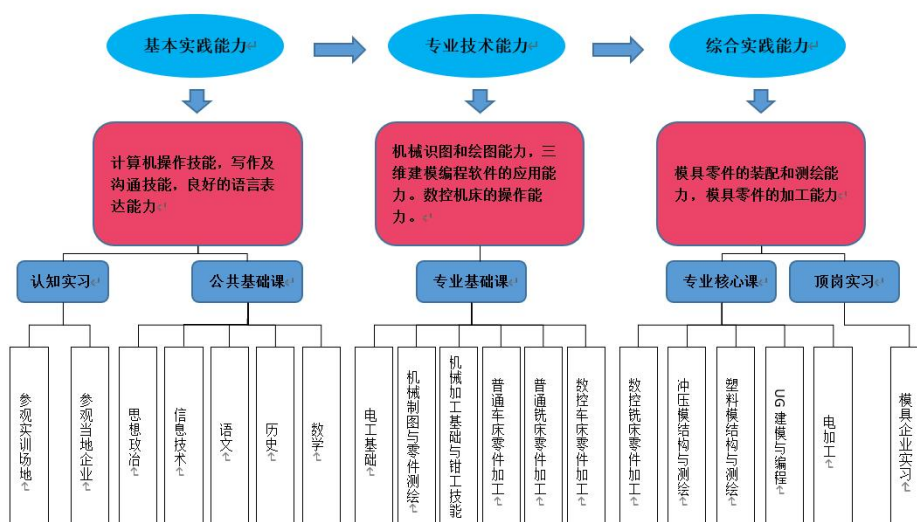 基本实践能力
专业技术能力
综合实践能力
计算机操作技能，写作及
沟通技能，良好的语言表
达能力
机械识图和绘图能力，三
维建模编程软件的应用能
力。数控机床的操作能
力。
模具零件的装配和测绘能
力，模具零件的加工能力
认知实习
公共基础课
专业基础课
专业核心课
顶岗实习
参观实训场地
参观当地企业
思想政治
信息技术
语文
历史
数学
电工基础
机械制图与零件测绘
机械加工基础与钳工技能
普通车床零件加工
普通铣床零件加工
数控车床零件加工
数控铣床零件加工
冲压模结构与测绘
塑料模结构与测绘
UG 建模与编程
电加工
模具企业实习